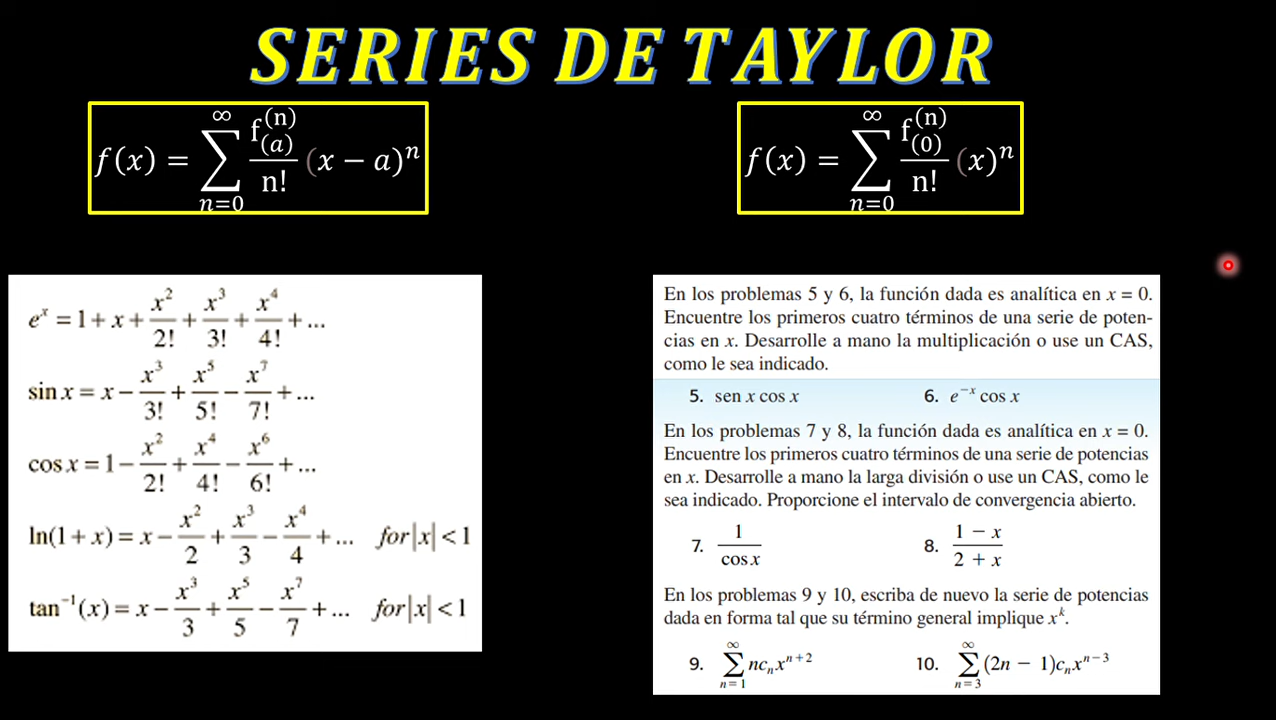 SERIES DE TAYLOR
f(x) = ∑_{n=0}^{∞} f^{(n)}_{(a)}/n! (x − a)^n
f(x) = ∑_{n=0}^{∞} f^{(n)}_{(0)}/n! (x)^n
e^x = 1 + x + x^2/2! + x^3/3! + x^4/4! + ...
sin x = x − x^3/3! + x^5/5! − x^7/7! + ...
cos x = 1 − x^2/2! + x^4/4! − x^6/6! + ...
ln(1 + x) = x − x^2/2 + x^3/3 − x^4/4 + ... for|x| < 1
tan^{-1}(x) = x − x^3/3 + x^5/5 − x^7/7 + ... for|x| < 1
En los problemas 5 y 6, la función dada es analítica en x = 0.
Encuentre los primeros cuatro términos de una serie de poten-
cias en x. Desarrolle a mano la multiplicación o use un CAS,
como le sea indicado.
5. sen x cos x 6. e^{−x} cos x
En los problemas 7 y 8, la función dada es analítica en x = 0.
Encuentre los primeros cuatro términos de una serie de potencias
en x. Desarrolle a mano la larga división o use un CAS, como le
sea indicado. Proporcione el intervalo de convergencia abierto.
7. 1/cos x 8. (1 − x)/(2 + x)
En los problemas 9 y 10, escriba de nuevo la serie de potencias
dada en forma tal que su término general implique x^k.
9. ∑_{n=1}^{∞} nc_n x^{n+2} 10. ∑_{n=3}^{∞} (2n − 1)c_n x^{n−3}